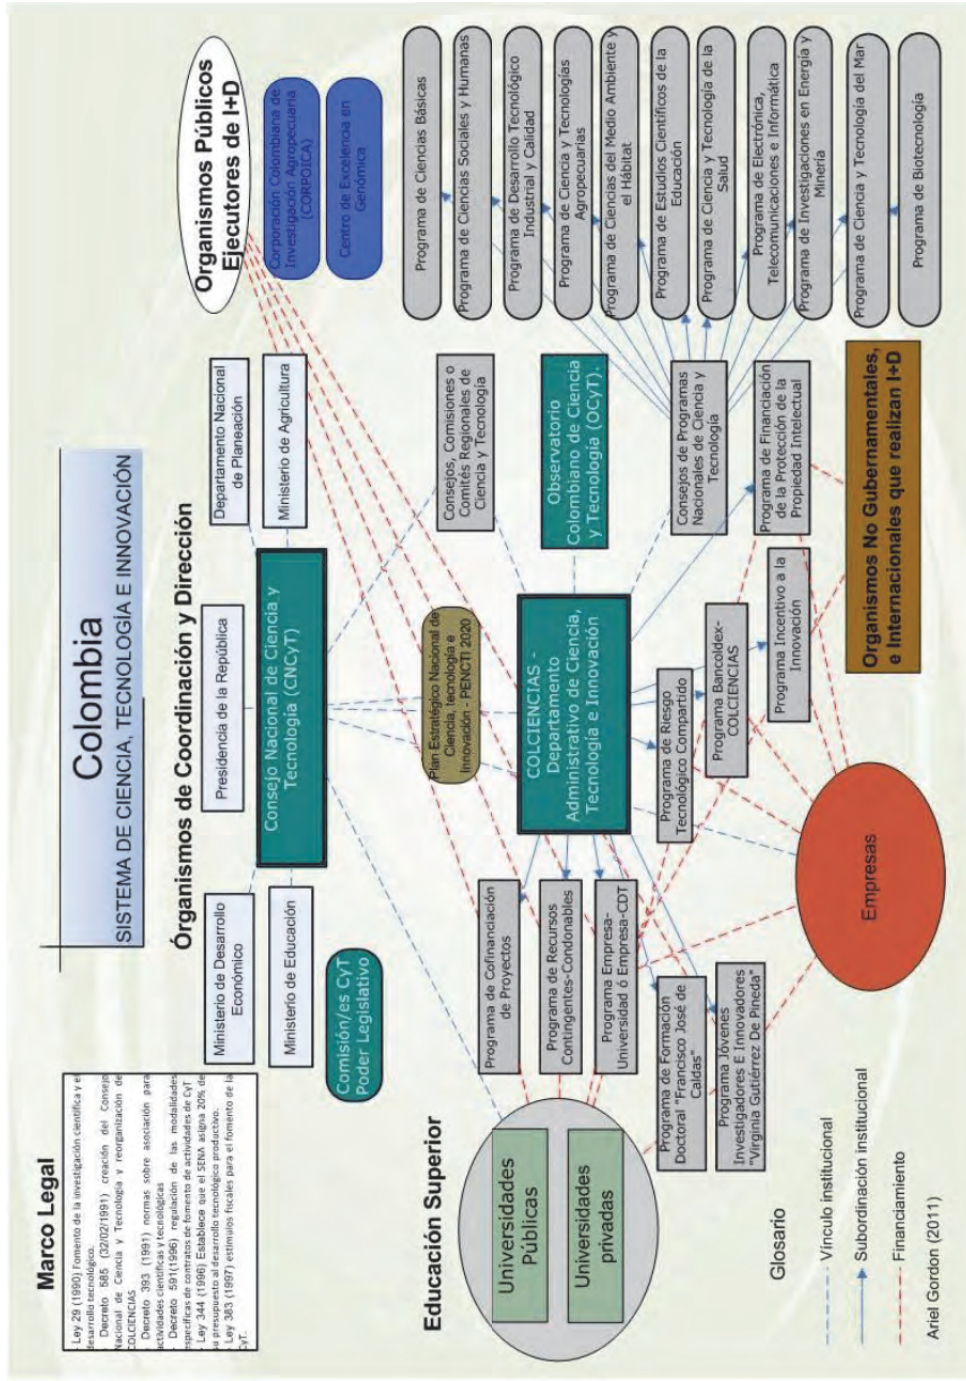 Colombia
SISTEMA DE CIENCIA, TECNOLOGÍA E INNOVACIÓN
Marco Legal
- Ley 29 (1990) Fomento de la investigación científica y el
desarrollo tecnológico.
- Decreto 585 (32/02/1991) creación del Consejo
Nacional de Ciencia y Tecnología y reorganización de
COLCIENCIAS
- Decreto 393 (1991) normas sobre asociación para
actividades científicas y tecnológicas
- Decreto 591(1996) regulación de las modalidades
específicas de contratos de fomento de actividades de CyT
- Ley 344 (1996) Establece que el SENA asigna 20% de
su presupuesto al desarrollo tecnológico productivo.
- Ley 383 (1997) estímulos fiscales para el fomento de la
CyT.
Órganismos de Coordinación y Dirección
Ministerio de Desarrollo
Económico
Presidencia de la República
Departamento Nacional
de Planeación
Ministerio de Educación
Consejo Nacional de Ciencia y
Tecnología (CNCyT)
Ministerio de Agricultura
Comisión/es CyT
Poder Legislativo
Organismos Públicos
Ejecutores de I+D
Corporación Colombiana de
Investigación Agropecuaria
(CORPOICA)
Centro de Excelencia en
Genómica
Plan Estratégico Nacional de
Ciencia, tecnología e
Innovación - PENCTI 2020
Consejos, Comisiones o
Comités Regionales de
Ciencia y Tecnología
Educación Superior
Universidades
Públicas
Universidades
privadas
Programa de Cofinanciación
de Proyectos
Programa de Recursos
Contingentes-Condonables
Programa Empresa-
Universidad ó Empresa-CDT
Programa de Formación
Doctoral "Francisco José de
Caldas"
Programa Jóvenes
Investigadores E Innovadores
"Virginia Gutiérrez De Pineda"
COLCIENCIAS -
Departamento
Administrativo de Ciencia,
Tecnología e Innovación
Observatorio
Colombiano de Ciencia
y Tecnología (OCyT).
Programa de Riesgo
Tecnológico Compartido
Programa Bancoldex-
COLCIENCIAS
Programa Incentivo a la
Innovación
Consejos de Programas
Nacionales de Ciencia y
Tecnología
Programa de Financiación
de la Protección de la
Propiedad Intelectual
Programa de Ciencias Básicas
Programa de Ciencias Sociales y Humanas
Programa de Desarrollo Tecnológico
Industrial y Calidad
Programa de Ciencia y Tecnologías
Agropecuarias
Programa de Ciencias del Medio Ambiente y
el Hábitat
Programa de Estudios Científicos de la
Educación
Programa de Ciencia y Tecnología de la
Salud
Programa de Electrónica,
Telecomunicaciones e Informática
Programa de Investigaciones en Energía y
Minería
Programa de Ciencia y Tecnología del Mar
Programa de Biotecnología
Empresas
Organismos No Gubernamentales,
e Internacionales que realizan I+D
Glosario
Vínculo institucional
Subordinación institucional
Financiamiento
Ariel Gordon (2011)